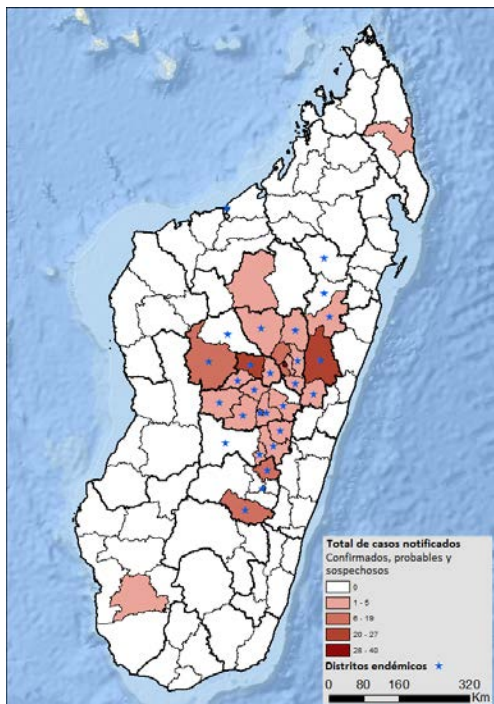 Total de casos notificados
Confirmados, probables y
sospechosos
0
1 - 5
6 - 19
20 - 27
28 - 40
Distritos endémicos
0 80 160 320
Km